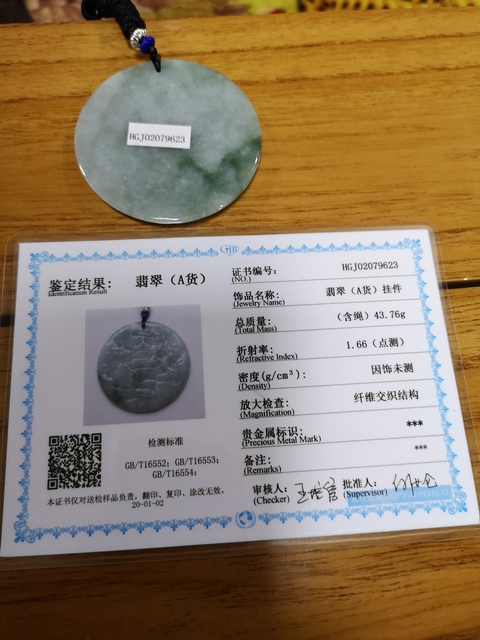 HGJ02079623
GJB
鉴定结果: 翡翠（A货）
Identification Result
证书编号: HGJ02079623
(NO.)
饰品名称: 翡翠（A货）挂件
(Jewelry Name)
总质量: （含绳）43.76g
(Total Mass)
折射率: 1.66（点测）
(Refractive Index)
密度(g/cm³): 因饰未测
(Density)
放大检查: 纤维交织结构
(Magnification)
贵金属标识: ***
(Precious Metal Mark)
备注: ***
(Remarks)
检测标准
GB/T16552; GB/T16553;
GB/T16554;
本证书仅对送检样品负责，翻印、复印、涂改无效。
20-01-02
审核人: 批准人:
(Checker) (Supervisor)